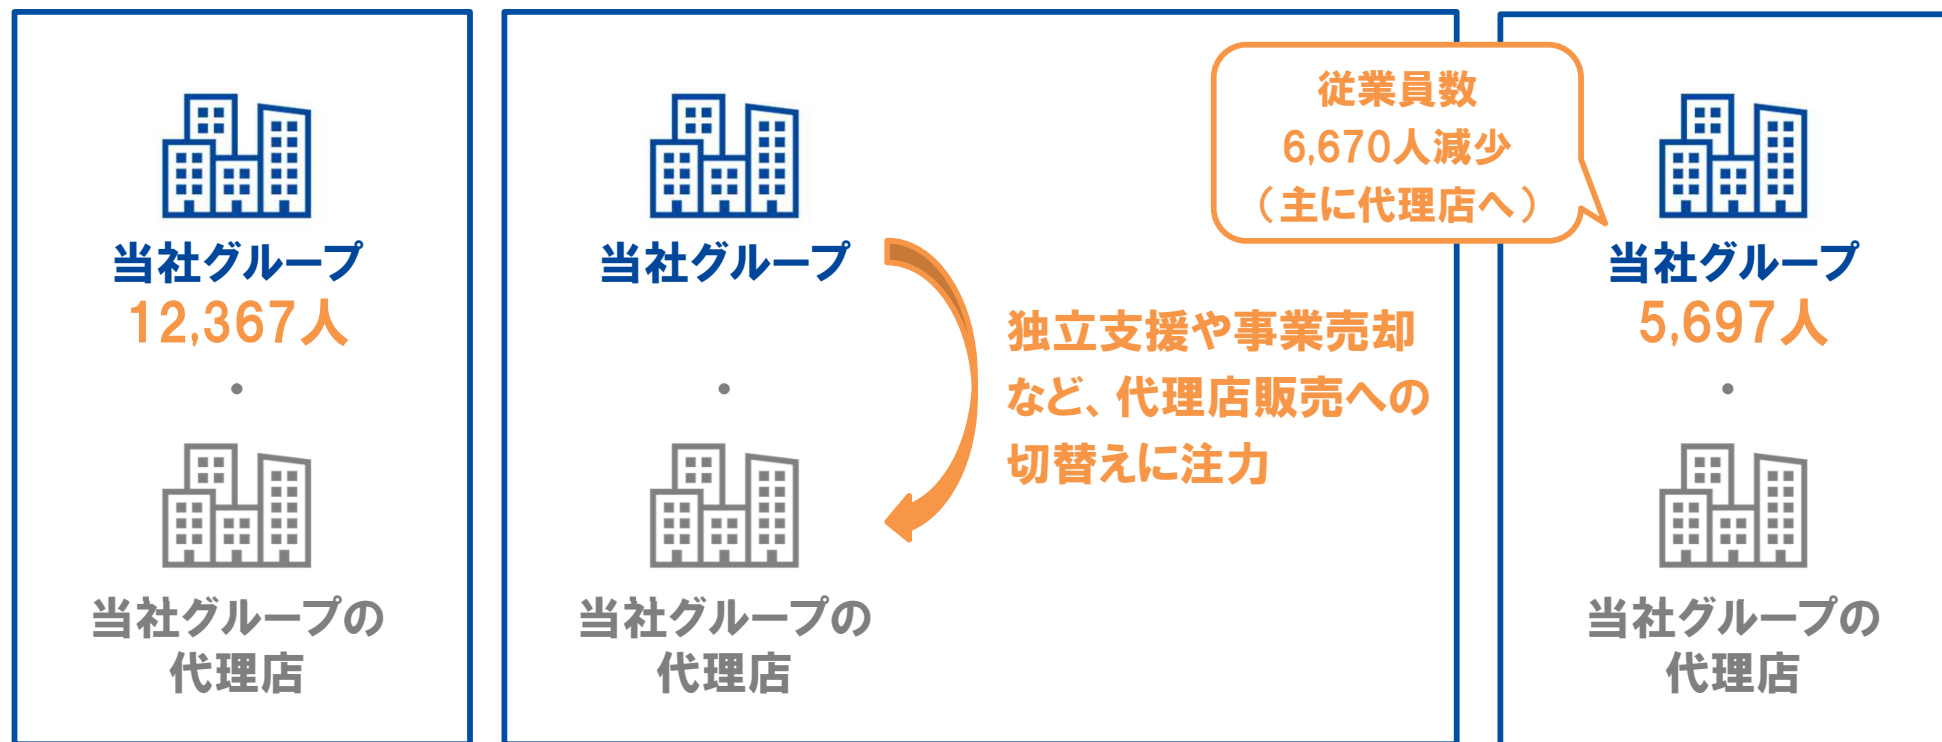 当社グループ
12,367人
・
当社グループの
代理店
当社グループ
・
当社グループの
代理店
独立支援や事業売却
など、代理店販売への
切替えに注力
従業員数
6,670人減少
（主に代理店へ）
当社グループ
5,697人
・
当社グループの
代理店